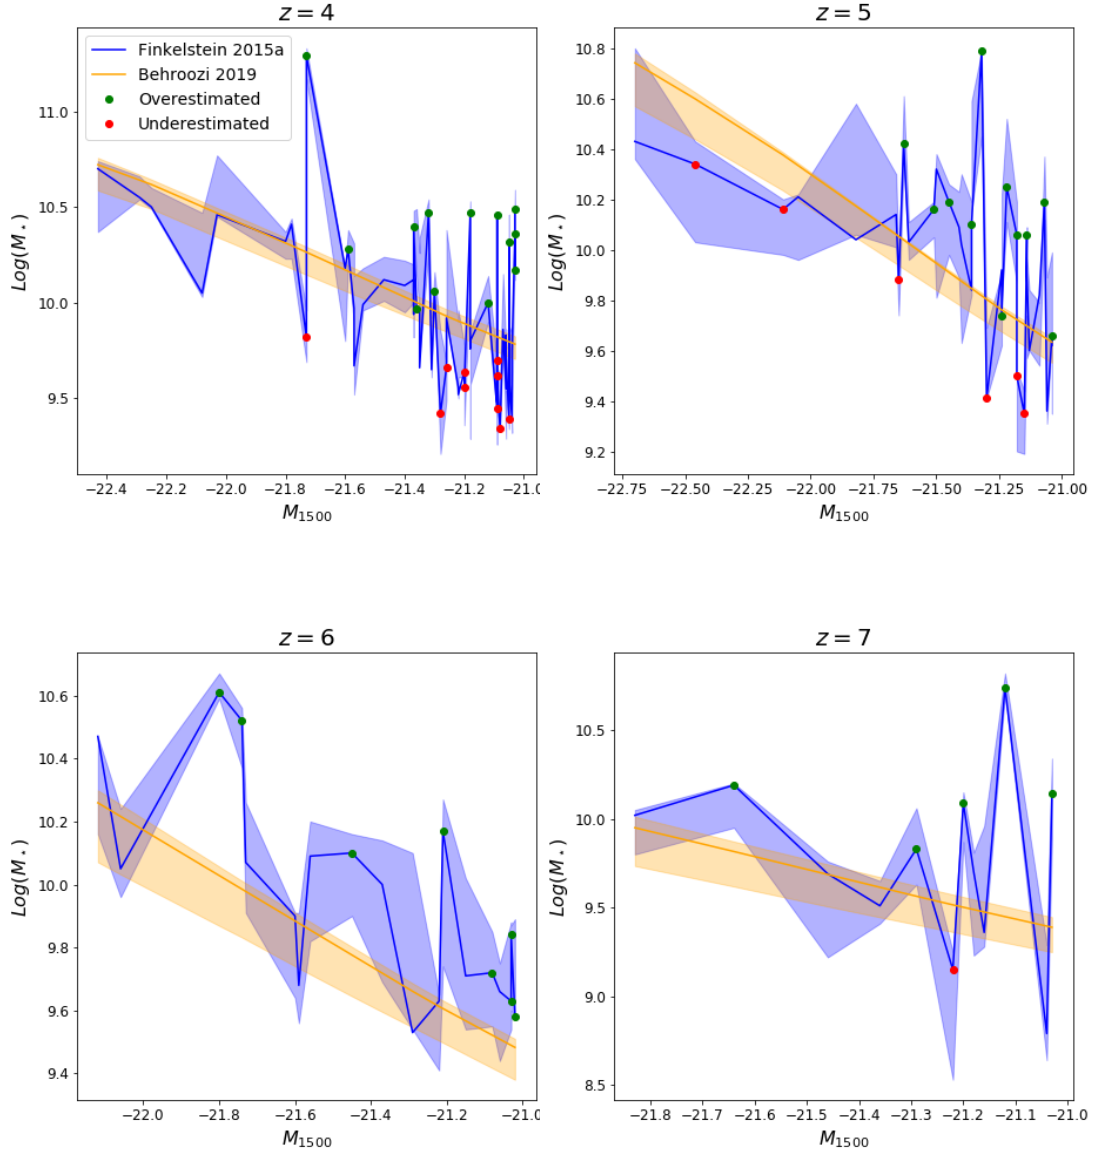 z = 4
11.0
10.5
10.0
9.5
Log(M⋆)
−22.4 −22.2 −22.0 −21.8 −21.6 −21.4 −21.2 −21.0
M1500
Finkelstein 2015a
Behroozi 2019
Overestimated
Underestimated
z = 5
10.8
10.6
10.4
10.2
10.0
9.8
9.6
9.4
9.2
Log(M⋆)
−22.75 −22.50 −22.25 −22.00 −21.75 −21.50 −21.25 −21.00
M1500
z = 6
10.6
10.4
10.2
10.0
9.8
9.6
9.4
Log(M⋆)
−22.0 −21.8 −21.6 −21.4 −21.2 −21.0
M1500
z = 7
10.5
10.0
9.5
9.0
8.5
Log(M⋆)
−21.8 −21.7 −21.6 −21.5 −21.4 −21.3 −21.2 −21.1 −21.0
M1500